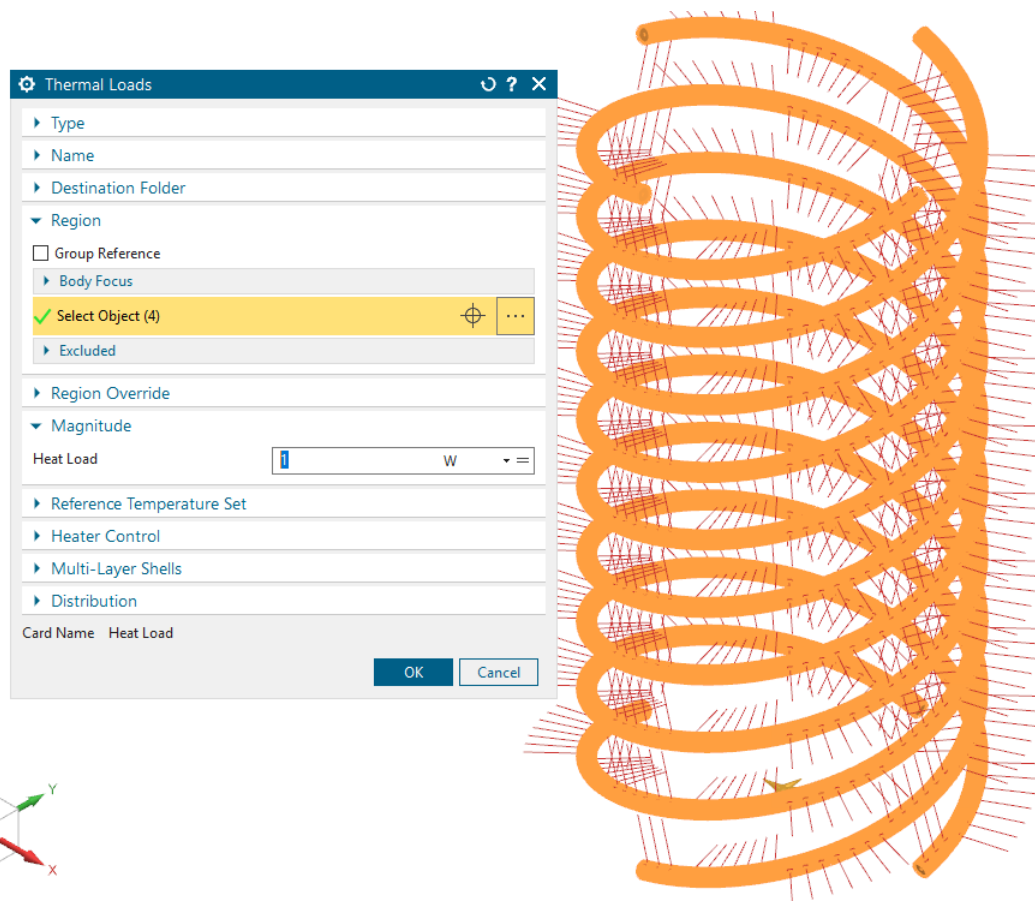 Thermal Loads ?
Type
Name
Destination Folder
Region
Group Reference
Body Focus
Select Object (4) ...
Excluded
Region Override
Magnitude
Heat Load 1 W =
Reference Temperature Set
Heater Control
Multi-Layer Shells
Distribution
Card Name Heat Load
OK Cancel
Y
X